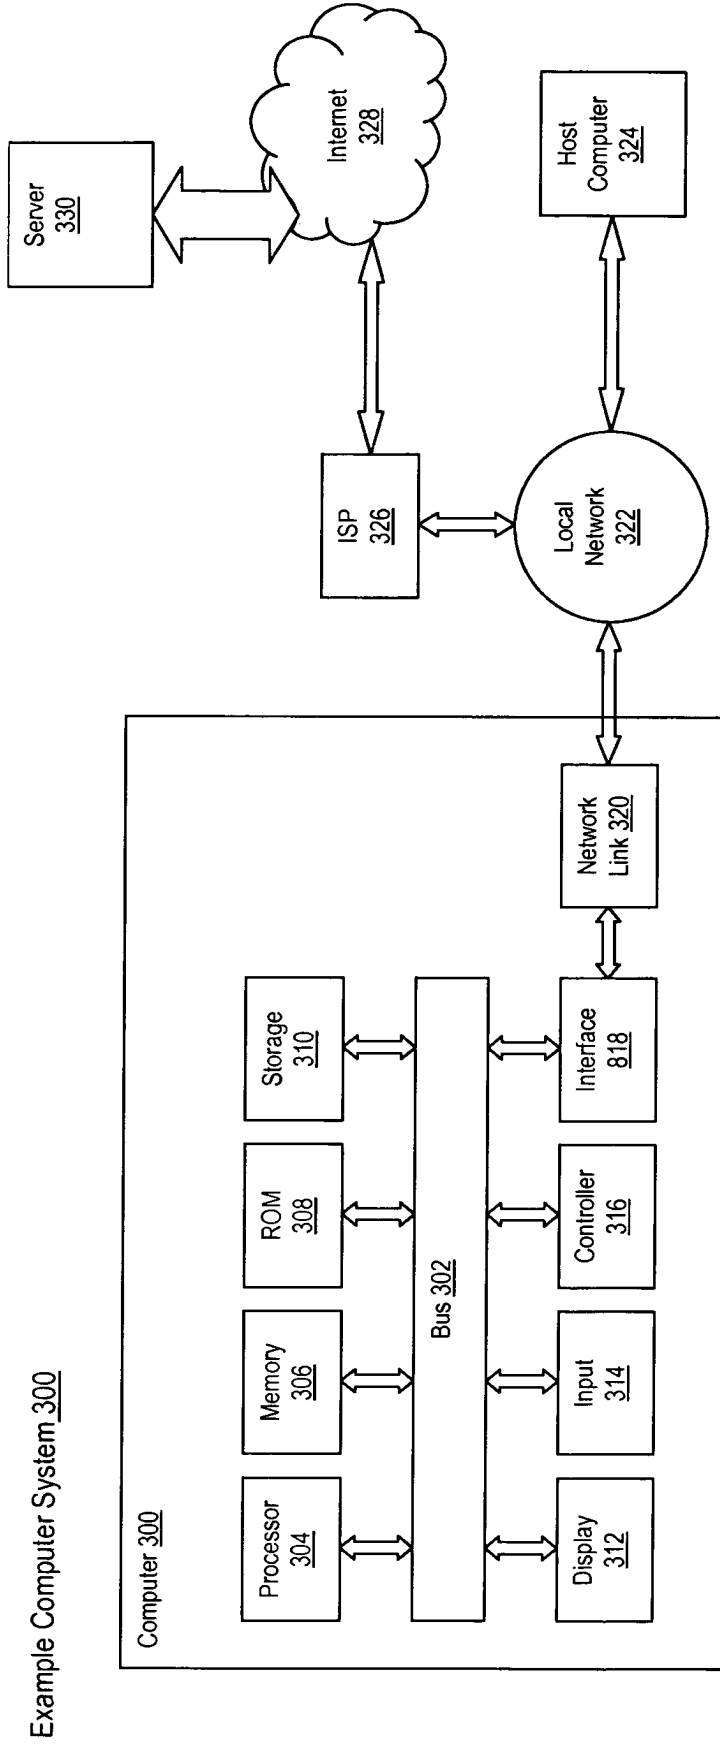 Example Computer System 300
Computer 300
Processor
304
Memory
306
ROM
308
Storage
310
Bus 302
Display
312
Input
314
Controller
316
Interface
818
Network
Link 320
Local
Network
322
ISP
326
Internet
328
Server
330
Host
Computer
324